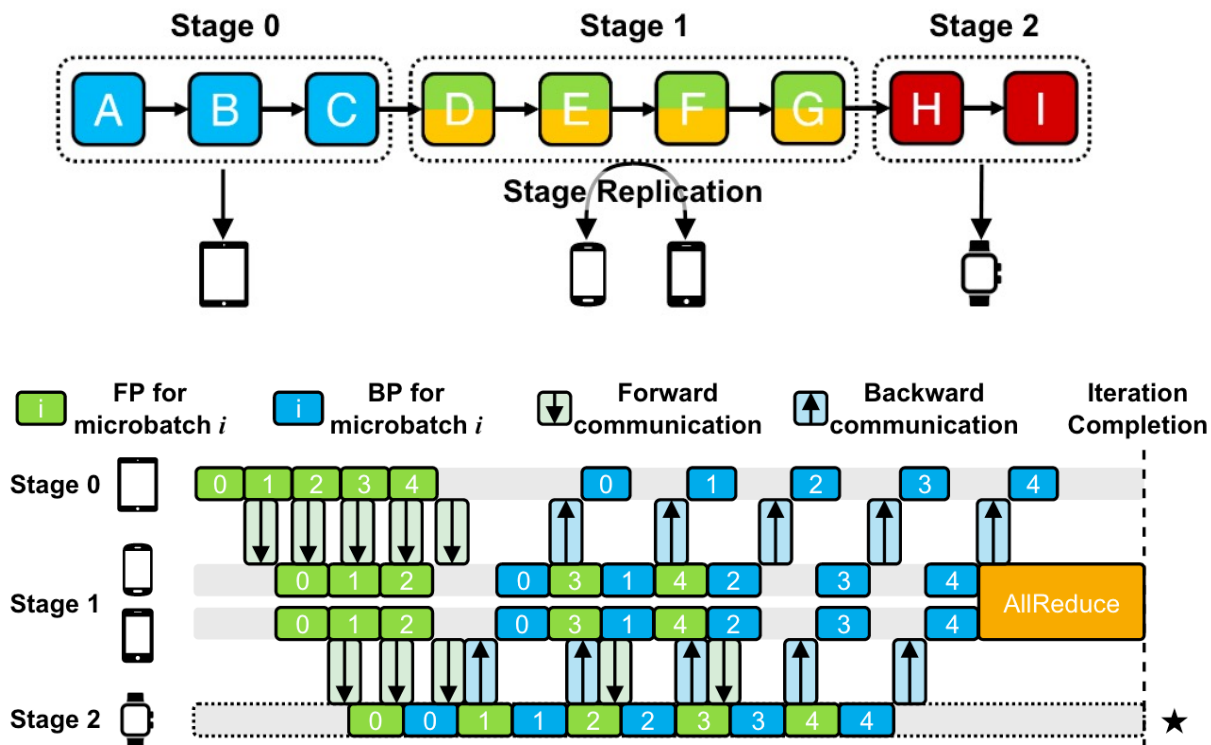 Stage 0 Stage 1 Stage 2
A B C D E F G H I
Stage Replication
i FP for microbatch i
i BP for microbatch i
Forward communication
Backward communication
Iteration Completion
Stage 0 0 1 2 3 4 0 1 2 3 4
Stage 1
0 1 2 0 3 1 4 2 3 4
0 1 2 0 3 1 4 2 3 4
AllReduce
Stage 2 0 0 1 1 2 2 3 3 4 4